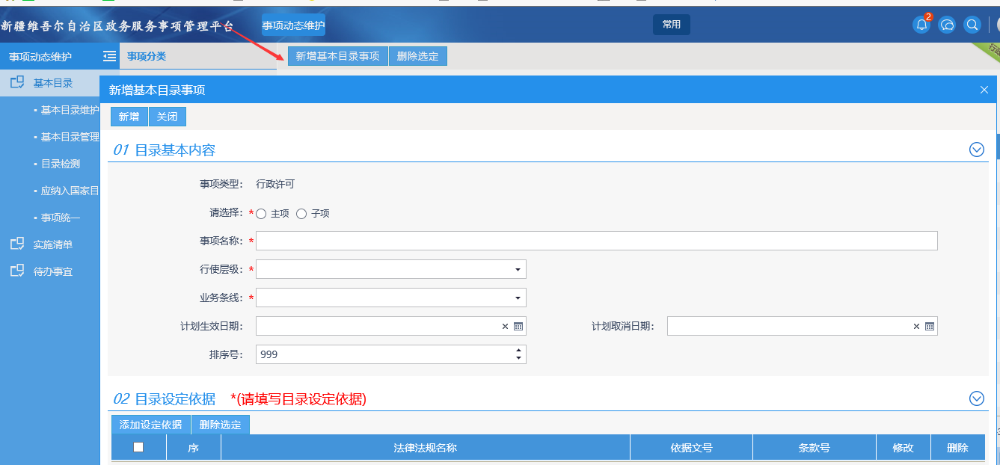 新疆维吾尔自治区政务服务事项管理平台
事项动态维护
常用
2
事项动态维护
事项分类
新增基本目录事项
删除选定
行政
基本目录
基本目录维护
基本目录管理
目录检测
应纳入国家目
事项统一
实施清单
待办事宜
新增基本目录事项
新增
关闭
01 目录基本内容
事项类型: 行政许可
请选择: * 主项 子项
事项名称: *
行使层级: *
业务条线: *
计划生效日期:
计划取消日期:
排序号: 999
02 目录设定依据 *(请填写目录设定依据)
添加设定依据
删除选定
序 法律法规名称 依据文号 条款号 修改 删除